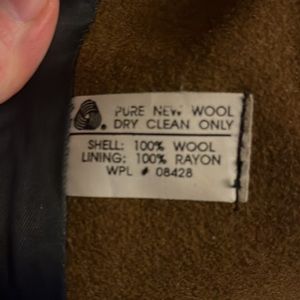 PURE NEW WOOL
DRY CLEAN ONLY
SHELL: 100% WOOL
LINING: 100% RAYON
WPL # 08428